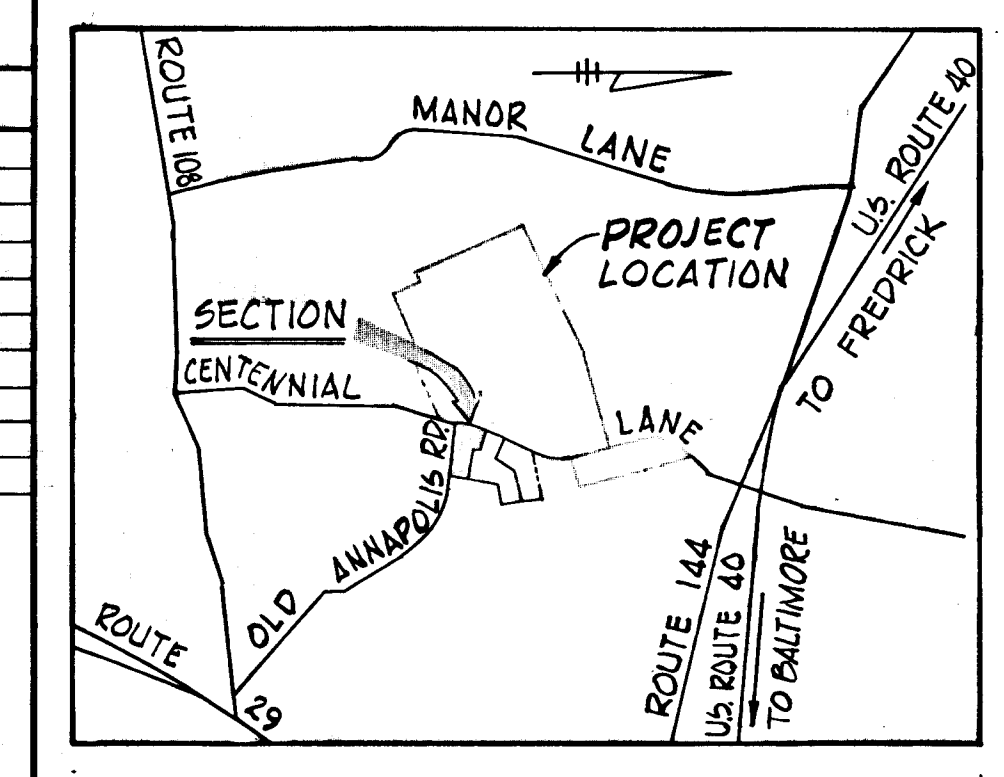 ROUTE 108
MANOR
LANE
U.S. ROUTE 40
TO FREDRICK
PROJECT
LOCATION
SECTION
CENTENNIAL
LANE
OLD ANNAPOLIS RD.
ROUTE
29
ROUTE 144
U.S. ROUTE 40
TO BALTIMORE